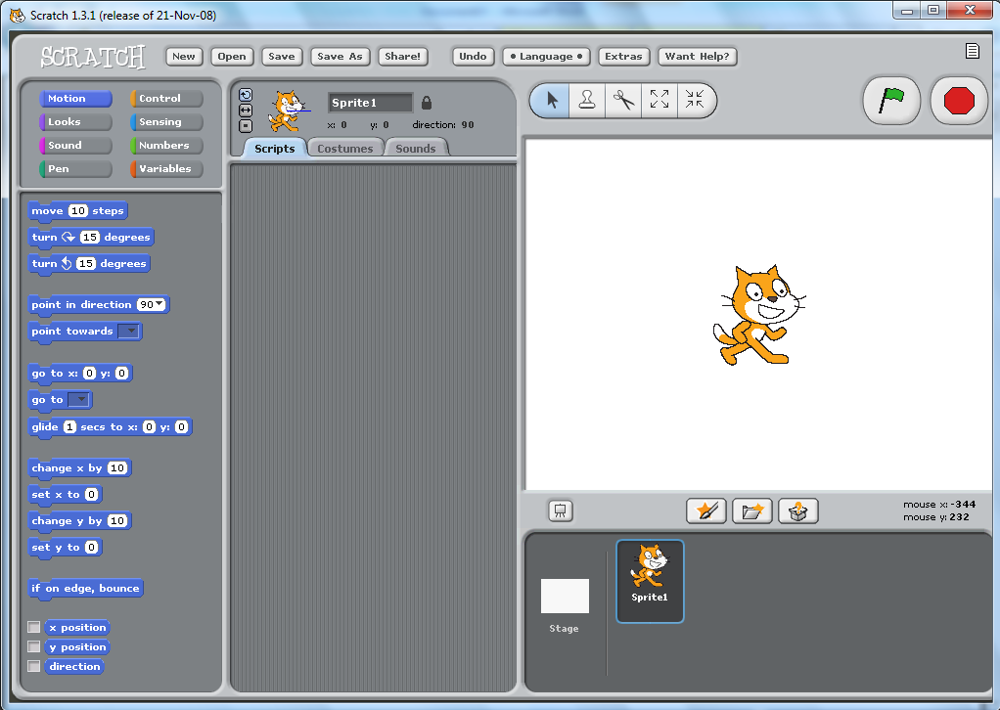 Scratch 1.3.1 (release of 21-Nov-08)
SCRATCH New Open Save Save As Share! Undo • Language • Extras Want Help?
Motion Control
Looks Sensing
Sound Numbers
Pen Variables
Sprite1
x: 0 y: 0 direction: 90
Scripts Costumes Sounds
move 10 steps
turn 15 degrees
turn 15 degrees
point in direction 90
point towards
go to x: 0 y: 0
go to
glide 1 secs to x: 0 y: 0
change x by 10
set x to 0
change y by 10
set y to 0
if on edge, bounce
x position
y position
direction
mouse x: -344
mouse y: 232
Sprite1
Stage